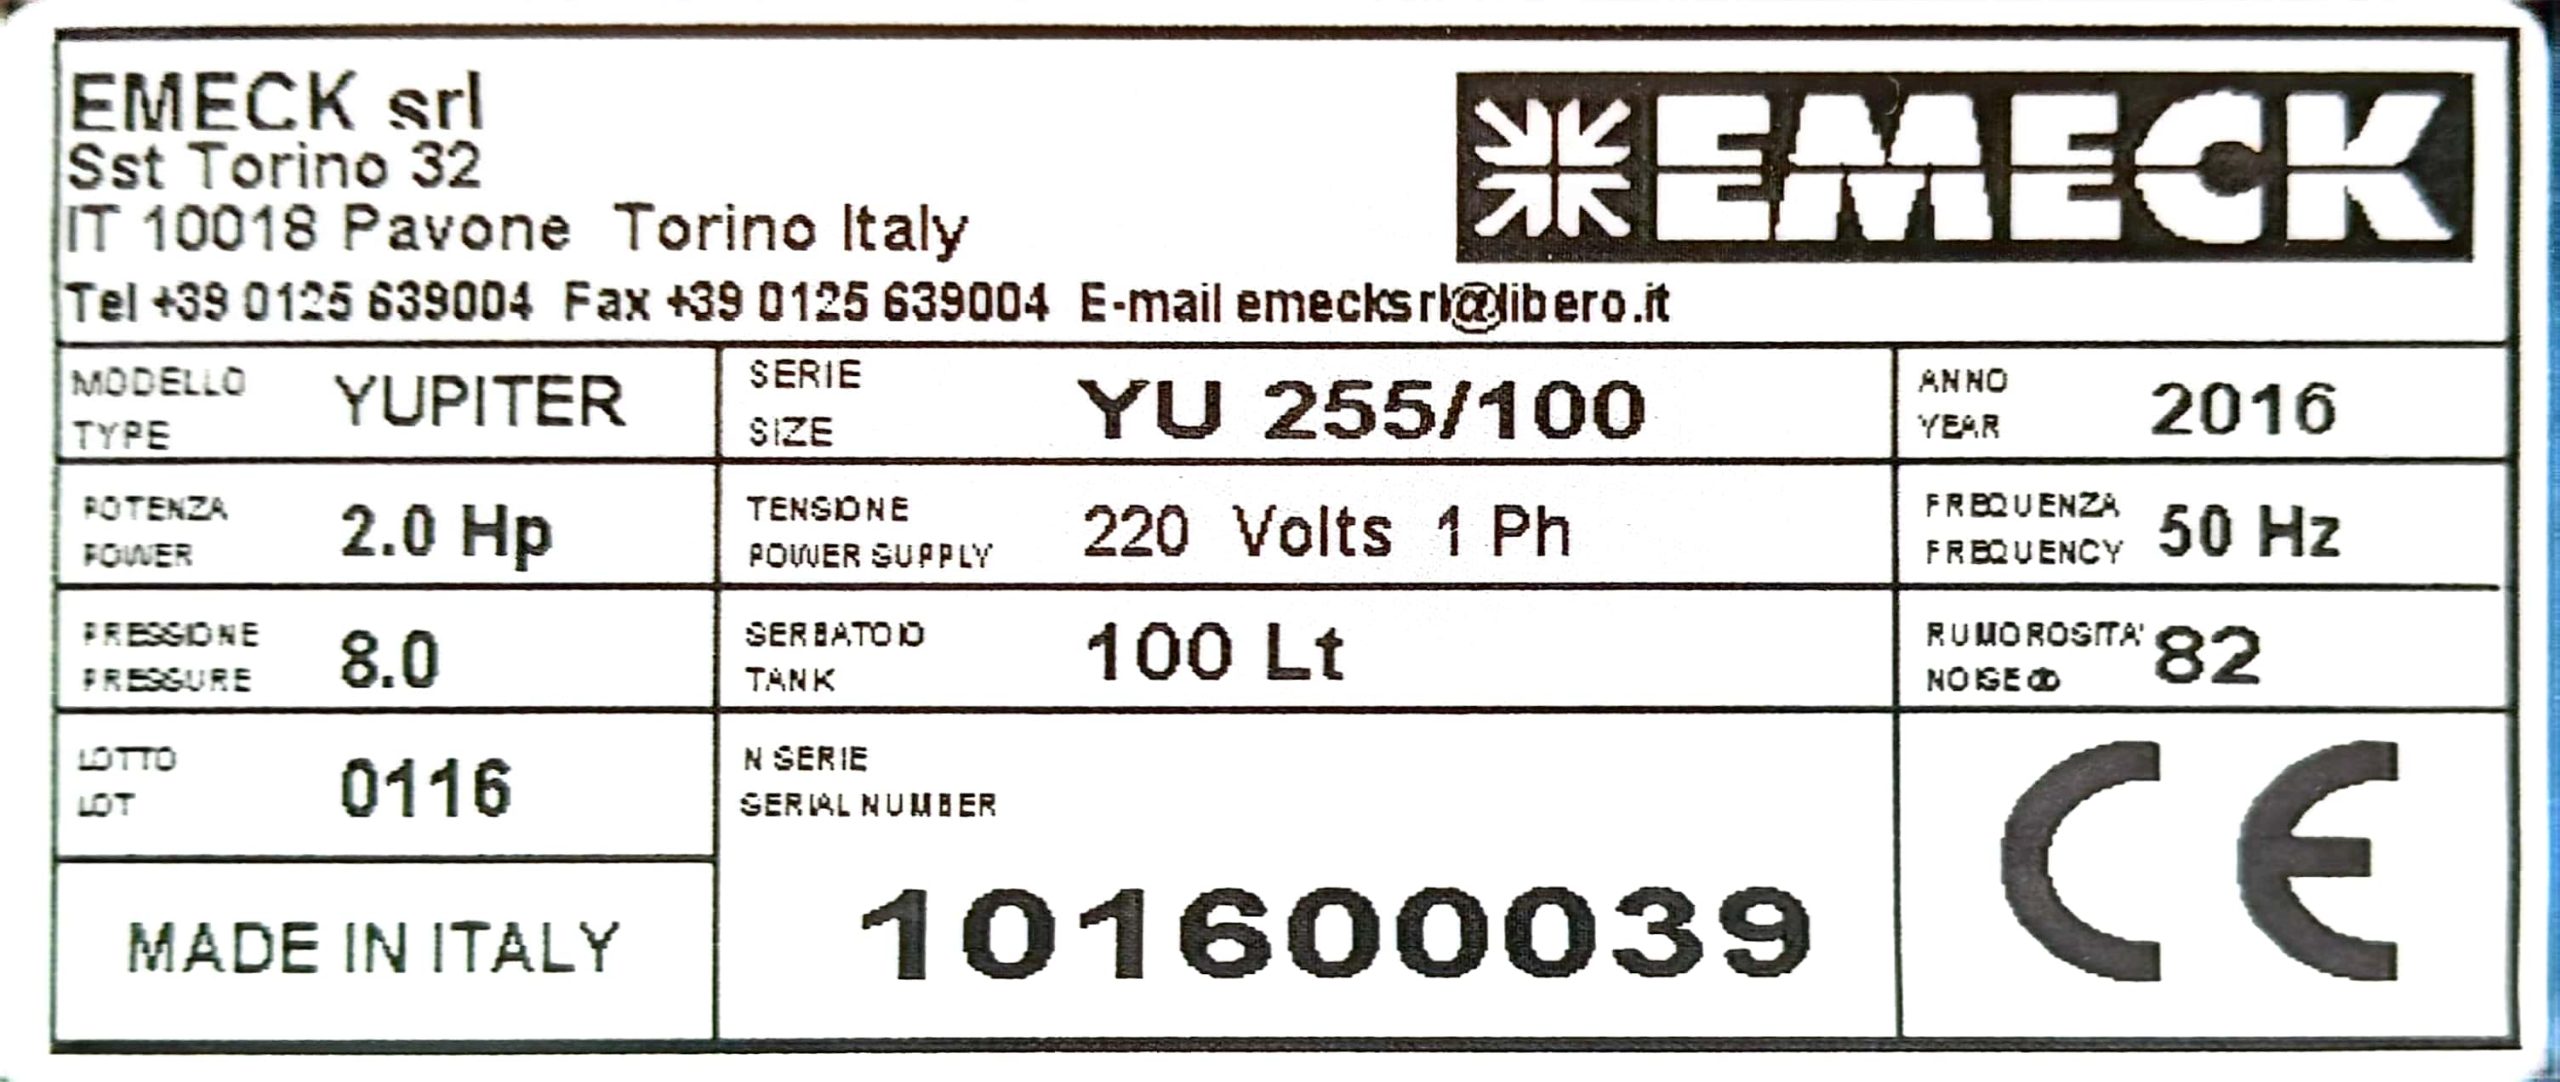 EMECK srl
EMECK
Sst Torino 32
IT 10018 Pavone Torino Italy
Tel +39 0125 639004 Fax +39 0125 639004 E-mail emecksrl@libero.it
MODELLO
TYPE
YUPITER
SERIE
SIZE
YU 255/100
ANNO
YEAR
2016
POTENZA
POWER
2.0 Hp
TENSIONE
POWER SUPPLY
220 Volts 1 Ph
FREQUENZA
FREQUENCY
50 Hz
PRESSIONE
PRESSURE
8.0
SERBATOIO
TANK
100 Lt
RUMOROSITA'
NOISE db
82
LOTTO
LOT
0116
N SERIE
SERIAL NUMBER
101600039
CE
MADE IN ITALY